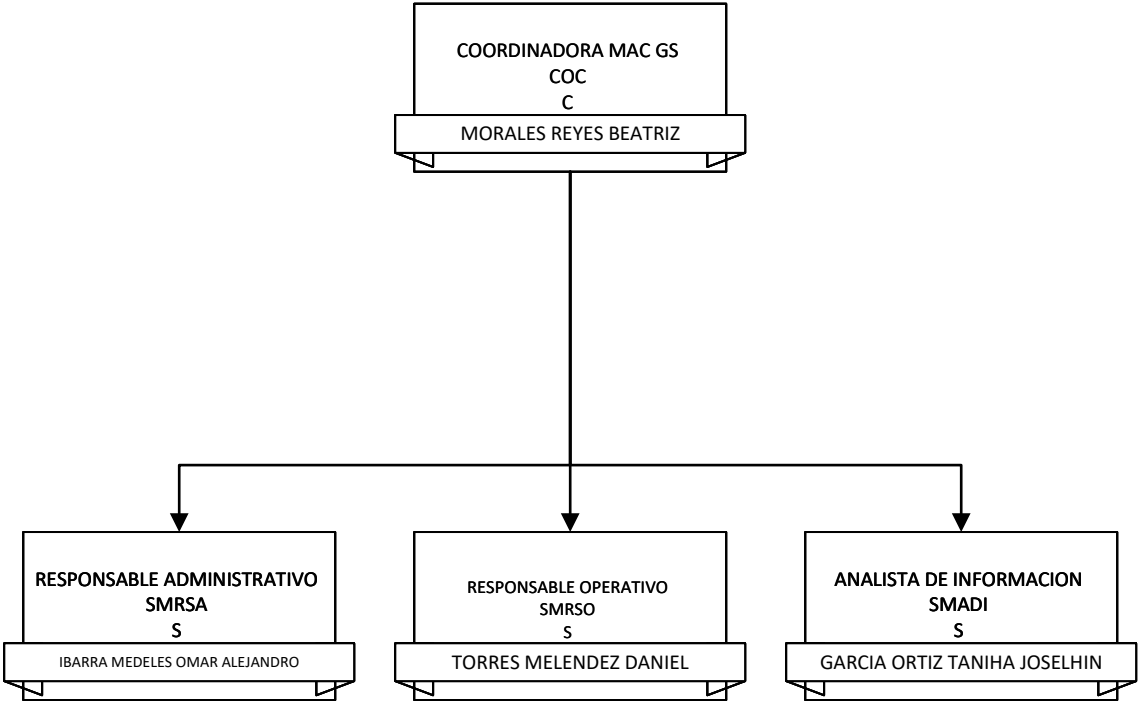 COORDINADORA MAC GS
COC
C
MORALES REYES BEATRIZ
RESPONSABLE ADMINISTRATIVO
SMRSA
S
IBARRA MEDELES OMAR ALEJANDRO
RESPONSABLE OPERATIVO
SMRSO
S
TORRES MELENDEZ DANIEL
ANALISTA DE INFORMACION
SMADI
S
GARCIA ORTIZ TANIHA JOSELHIN